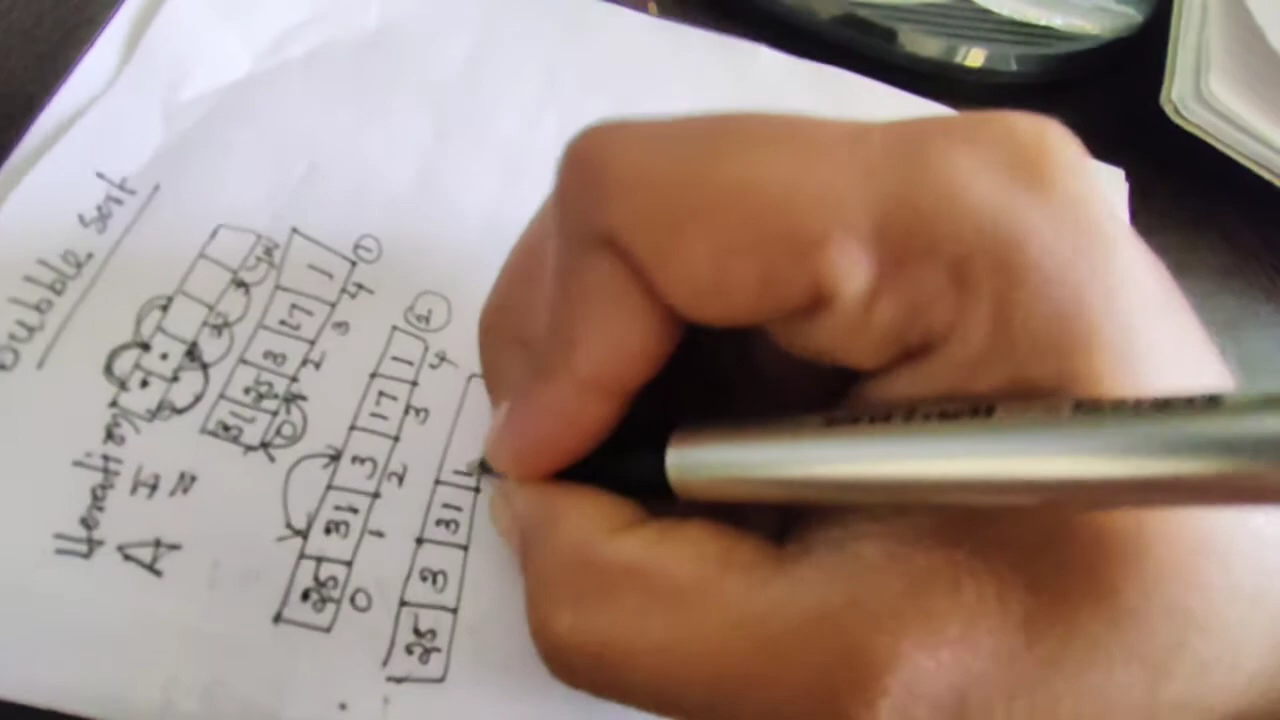 Bubble Sort
Iteration
A I
31 25 3 17 1 ①
0 1 2 3 4
25 31 3 17 1 ②
0 1 2 3 4
25 3 31